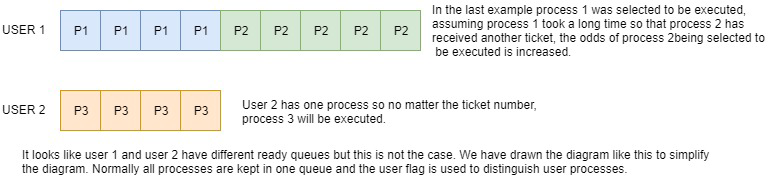 In the last example process 1 was selected to be executed,
assuming process 1 took a long time so that process 2 has
received another ticket, the odds of process 2being selected to
be executed is increased.
USER 1 P1 P1 P1 P1 P2 P2 P2 P2 P2
USER 2 P3 P3 P3 P3
User 2 has one process so no matter the ticket number,
process 3 will be executed.
It looks like user 1 and user 2 have different ready queues but this is not the case. We have drawn the diagram like this to simplify
the diagram. Normally all processes are kept in one queue and the user flag is used to distinguish user processes.